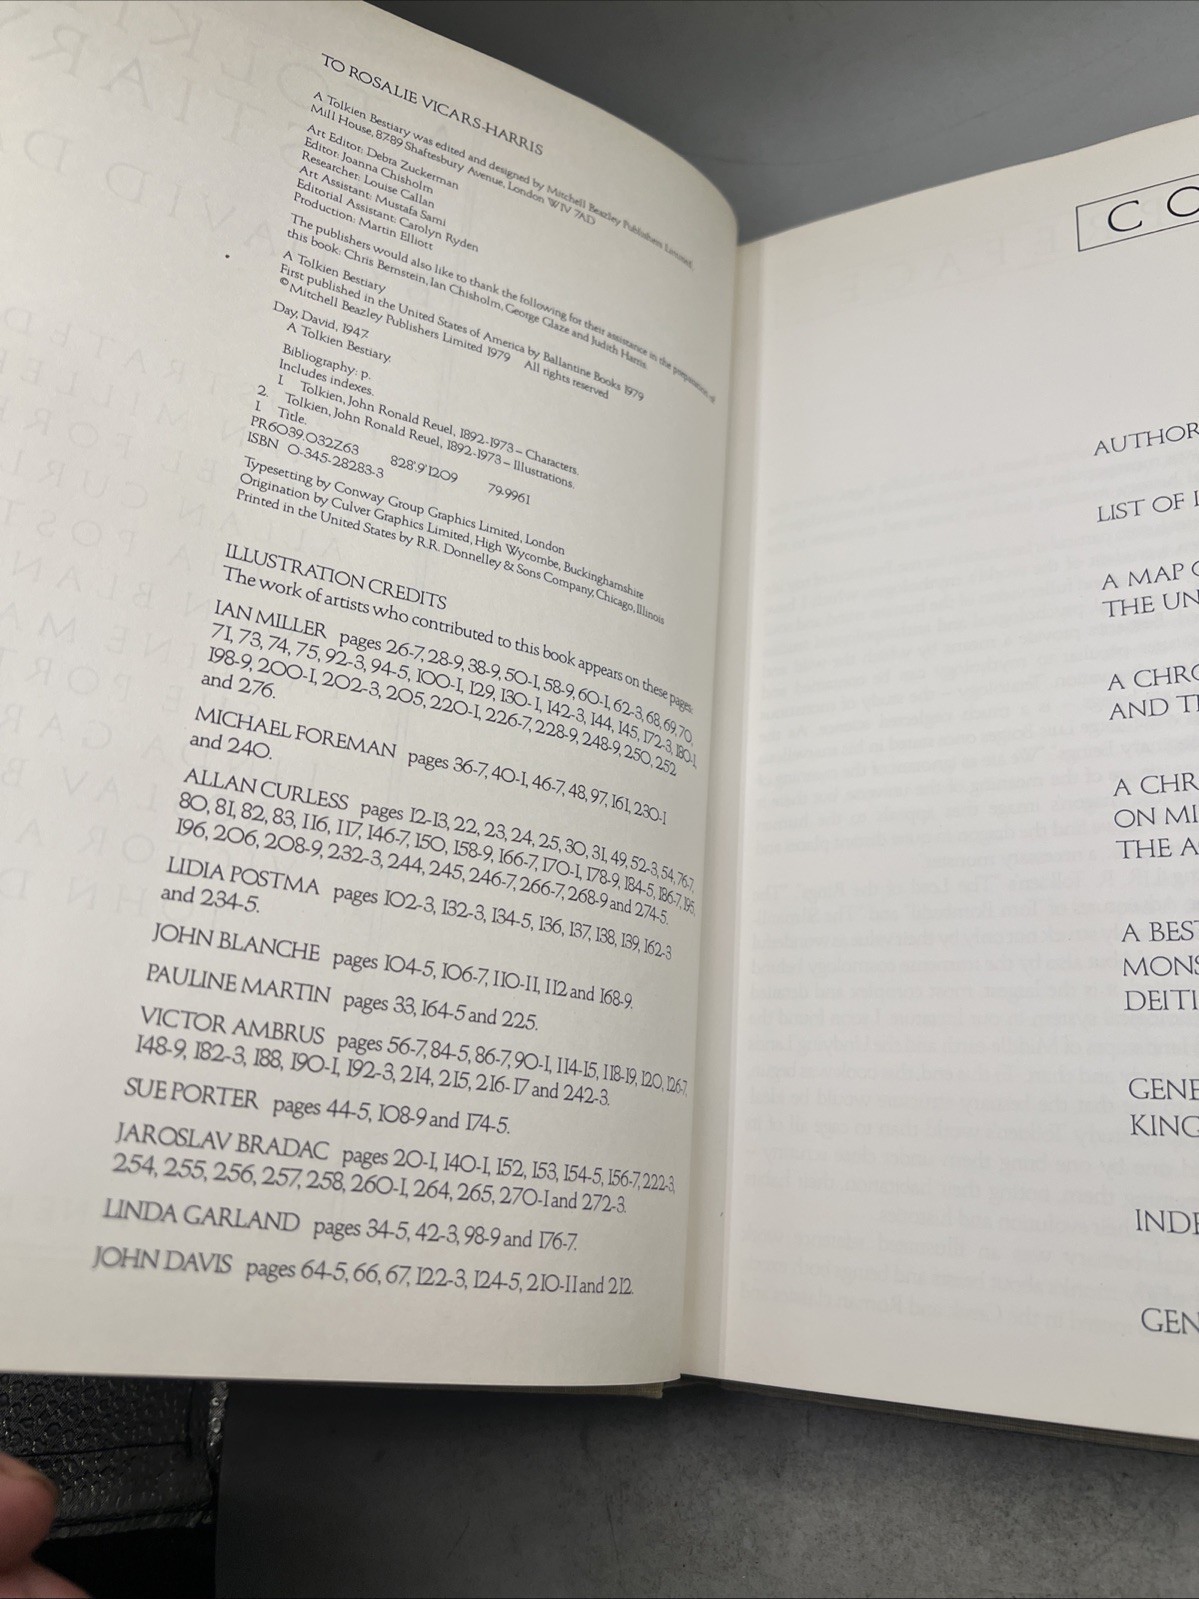 TO ROSALIE VICARS-HARRIS
A Tolkien Bestiary was edited and designed by Mitchell Beazley Publishers Limited,
Mill House, 87-89 Shaftesbury Avenue, London W1V 7AD
Art Editor: Debra Zuckerman
Editor: Joanna Chisholm
Researcher: Louise Callan
Art Assistant: Mustafa Sami
Editorial Assistant: Carolyn Ryden
Production: Martin Elliott
The publishers would also like to thank the following for their assistance in the preparation of
this book: Chris Bernstein, Ian Chisholm, George Glaze and Judith Harris.
A Tolkien Bestiary
First published in the United States of America by Ballantine Books 1979
© Mitchell Beazley Publishers Limited 1979 All rights reserved
Day, David, 1947.
A Tolkien Bestiary.
Bibliography: p.
Includes indexes.
1. Tolkien, John Ronald Reuel, 1892-1973 – Characters.
2. Tolkien, John Ronald Reuel, 1892-1973 – Illustrations.
1. Title.
PR6039.O32Z63 828'.9'1209 79-9961
ISBN 0-345-28283-3
Typesetting by Conway Group Graphics Limited, London
Origination by Culver Graphics Limited, High Wycombe, Buckinghamshire
Printed in the United States by R.R. Donnelley & Sons Company, Chicago, Illinois
ILLUSTRATION CREDITS
The work of artists who contributed to this book appears on these pages:
IAN MILLER pages 26-7, 28-9, 38-9, 50-1, 58-9, 60-1, 62-3, 68, 69, 70,
71, 73, 74, 75, 92-3, 94-5, 100-1, 129, 130-1, 142-3, 144, 145, 172-3, 180-1,
198-9, 200-1, 202-3, 205, 220-1, 226-7, 228-9, 248-9, 250, 252
and 276.
MICHAEL FOREMAN pages 36-7, 40-1, 46-7, 48, 97, 161, 230-1
and 240.
ALLAN CURLESS pages 12-13, 22, 23, 24, 25, 30, 31, 49, 52-3, 54, 76-7,
80, 81, 82, 83, 116, 117, 146-7, 150, 158-9, 166-7, 170-1, 178-9, 184-5, 186-7, 195,
196, 206, 208-9, 232-3, 244, 245, 246-7, 266-7, 268-9 and 274-5.
LIDIA POSTMA pages 102-3, 132-3, 134-5, 136, 137, 138, 139, 162-3
and 234-5.
JOHN BLANCHE pages 104-5, 106-7, 110-11, 112 and 168-9.
PAULINE MARTIN pages 33, 164-5 and 225.
VICTOR AMBRUS pages 56-7, 84-5, 86-7, 90-1, 114-15, 118-19, 120, 126-7,
148-9, 182-3, 188, 190-1, 192-3, 214, 215, 216-17 and 242-3.
SUE PORTER pages 44-5, 108-9 and 174-5.
JAROSLAV BRADAC pages 20-1, 140-1, 152, 153, 154-5, 156-7, 222-3,
254, 255, 256, 257, 258, 260-1, 264, 265, 270-1 and 272-3.
LINDA GARLAND pages 34-5, 42-3, 98-9 and 176-7.
JOHN DAVIS pages 64-5, 66, 67, 122-3, 124-5, 210-11 and 212.
CO
AUTHOR
LIST OF
A MAP
THE UN
A CHRO
AND T
A CHR
ON MI
THE A
A BEST
MONS
DEITI
GENE
KING
INDE
GEN